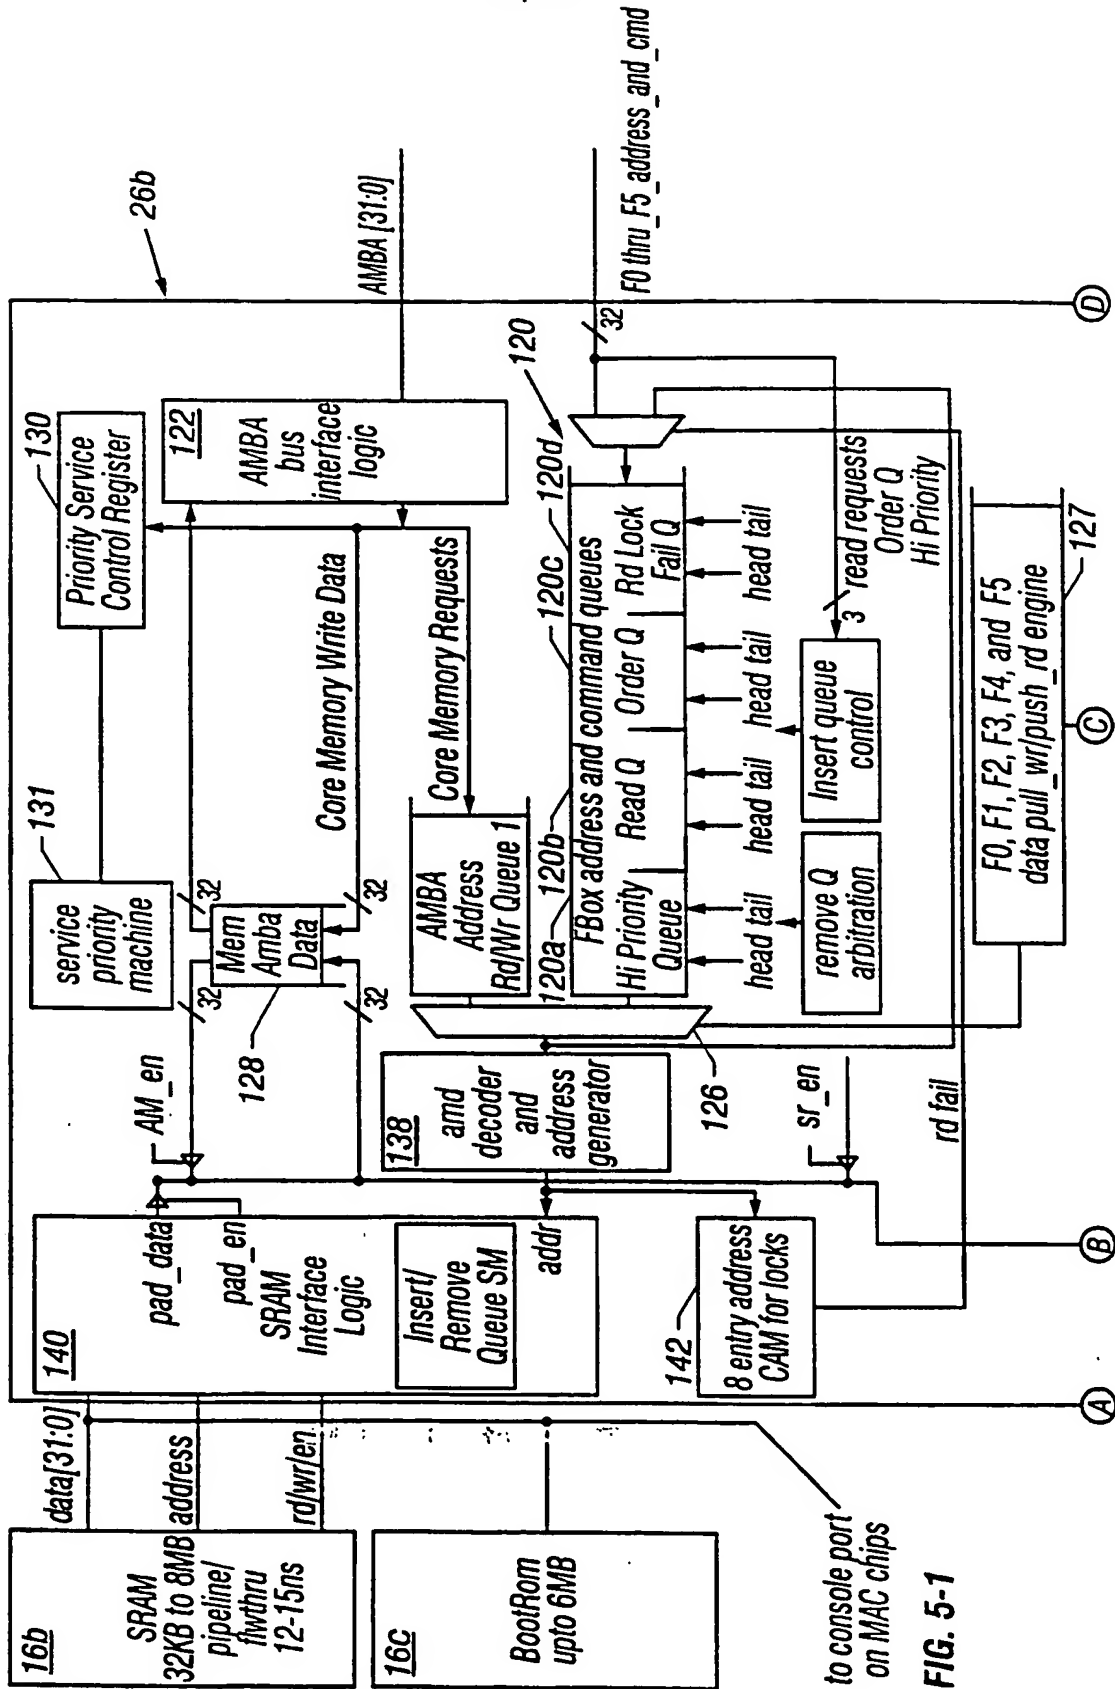 16b
SRAM
32KB to 8MB
pipeline/
flwthru
12-15ns
data[31:0]
address
rd/wr/en
16c
BootRom
upto 6MB
to console port
on MAC chips
FIG. 5-1
140
pad_data
pad_en
SRAM
Interface
Logic
Insert/
Remove
Queue SM
addr
142
8 entry address
CAM for locks
AM_en
sr_en
138
amd
decoder
and
address
generator
126
rd fail
131
service
priority
machine
130
Priority Service
Control Register
32
32
Mem
Amba
Data
32
32
128
Core Memory Write Data
Core Memory Requests
122
AMBA
bus
interface
logic
AMBA [31:0]
26b
AMBA
Address
Rd/Wr Queue 1
120a
120b
120c
120d
120
FBox address and command queues
Hi Priority
Queue
Read Q
Order Q
Rd Lock
Fail Q
head tail
head tail
head tail
head tail
remove Q
arbitration
Insert queue
control
3
read requests
Order Q
Hi Priority
32
F0 thru_F5_address_and_cmd
F0, F1, F2, F3, F4, and F5
data pull_wr/push_rd engine
127
A
B
C
D